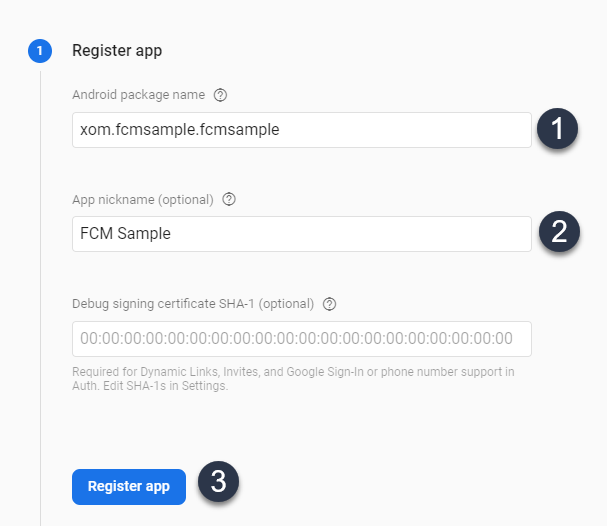 1 Register app
Android package name ?
xom.fcmsample.fcmsample 1
App nickname (optional) ?
FCM Sample 2
Debug signing certificate SHA-1 (optional) ?
00:00:00:00:00:00:00:00:00:00:00:00:00:00:00:00:00:00:00:00
Required for Dynamic Links, Invites, and Google Sign-In or phone number support in
Auth. Edit SHA-1s in Settings.
Register app 3